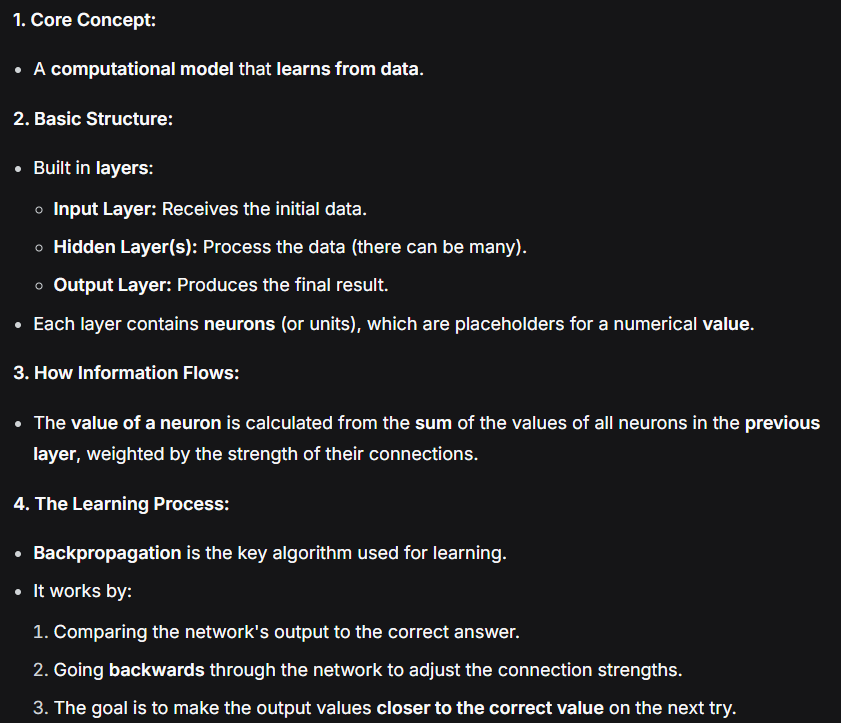 1. Core Concept:
• A computational model that learns from data.
2. Basic Structure:
• Built in layers:
○ Input Layer: Receives the initial data.
○ Hidden Layer(s): Process the data (there can be many).
○ Output Layer: Produces the final result.
• Each layer contains neurons (or units), which are placeholders for a numerical value.
3. How Information Flows:
• The value of a neuron is calculated from the sum of the values of all neurons in the previous
layer, weighted by the strength of their connections.
4. The Learning Process:
• Backpropagation is the key algorithm used for learning.
• It works by:
1. Comparing the network's output to the correct answer.
2. Going backwards through the network to adjust the connection strengths.
3. The goal is to make the output values closer to the correct value on the next try.